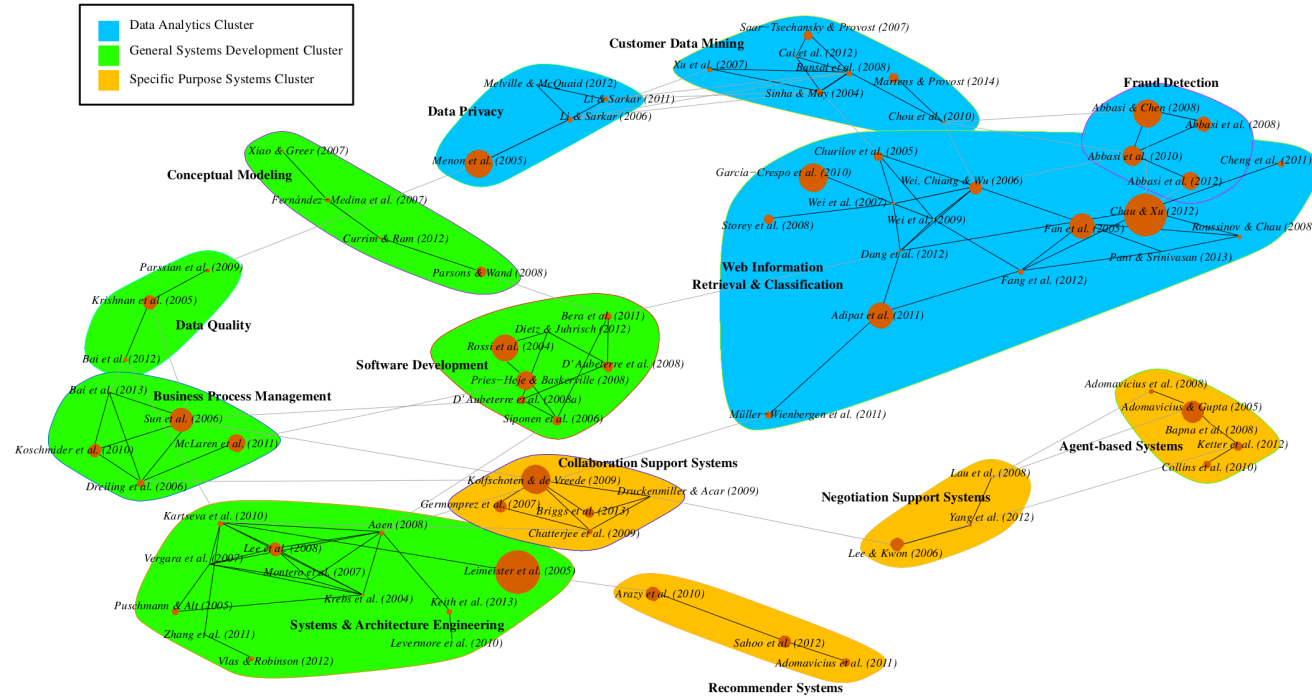 Data Analytics Cluster
General Systems Development Cluster
Specific Purpose Systems Cluster
Customer Data Mining
Saar-Tsechansky & Provost (2007)
Cui et al. (2012)
Xu et al. (2007)
Bansal et al. (2008)
Martens & Provost (2014)
Sinha & May (2004)
Chou et al. (2010)
Data Privacy
Melville & McQuaid (2012)
Li & Sarkar (2011)
Li & Sarkar (2006)
Menon et al. (2005)
Fraud Detection
Abbasi & Chen (2008)
Abbasi et al. (2008)
Abbasi et al. (2010)
Abbasi et al. (2012)
Cheng et al. (2011)
Conceptual Modeling
Xiao & Greer (2007)
Fernández-Medina et al. (2007)
Currim & Ram (2012)
Parsons & Wand (2008)
Web Information
Retrieval & Classification
Churilov et al. (2005)
Garcia-Crespo et al. (2010)
Wei, Chiang & Wu (2006)
Wei et al. (2007)
Wei et al. (2009)
Storey et al. (2008)
Chau & Xu (2012)
Fan et al. (2005)
Roussinov & Chau (2008
Dang et al. (2012)
Pant & Srinivasan (2013)
Fang et al. (2012)
Adipat et al. (2011)
Müller-Wienbergen et al. (2011)
Data Quality
Parssian et al. (2009)
Krishnan et al. (2005)
Bai et al. (2012)
Software Development
Bera et al. (2011)
Dietz & Juhrisch (2012)
Rossi et al. (2004)
D'Aubeterre et al. (2008)
Pries-Heje & Baskerville (2008)
D'Aubeterre et al. (2008a)
Siponen et al. (2006)
Business Process Management
Bai et al. (2013)
Sun et al. (2006)
McLaren et al. (2011)
Koschmider et al. (2010)
Dreiling et al. (2006)
Agent-based Systems
Adomavicius et al. (2008)
Adomavicius & Gupta (2005)
Bapna et al. (2008)
Ketter et al. (2012)
Collins et al. (2010)
Collaboration Support Systems
Kolfschoten & de Vreede (2009)
Druckenmiller & Acar (2009)
Germonprez et al. (2007)
Briggs et al. (2013)
Chatterjee et al. (2009)
Negotiation Support Systems
Lau et al. (2008)
Yang et al. (2012)
Lee & Kwon (2006)
Systems & Architecture Engineering
Kartseva et al. (2010)
Aaen (2008)
Lee et al. (2008)
Vergara et al. (2007)
Montero et al. (2007)
Leimeister et al. (2005)
Krebs et al. (2004)
Keith et al. (2013)
Puschmann & Alt (2005)
Zhang et al. (2011)
Levermore et al. (2010)
Vlas & Robinson (2012)
Recommender Systems
Arazy et al. (2010)
Sahoo et al. (2012)
Adomavicius et al. (2011)